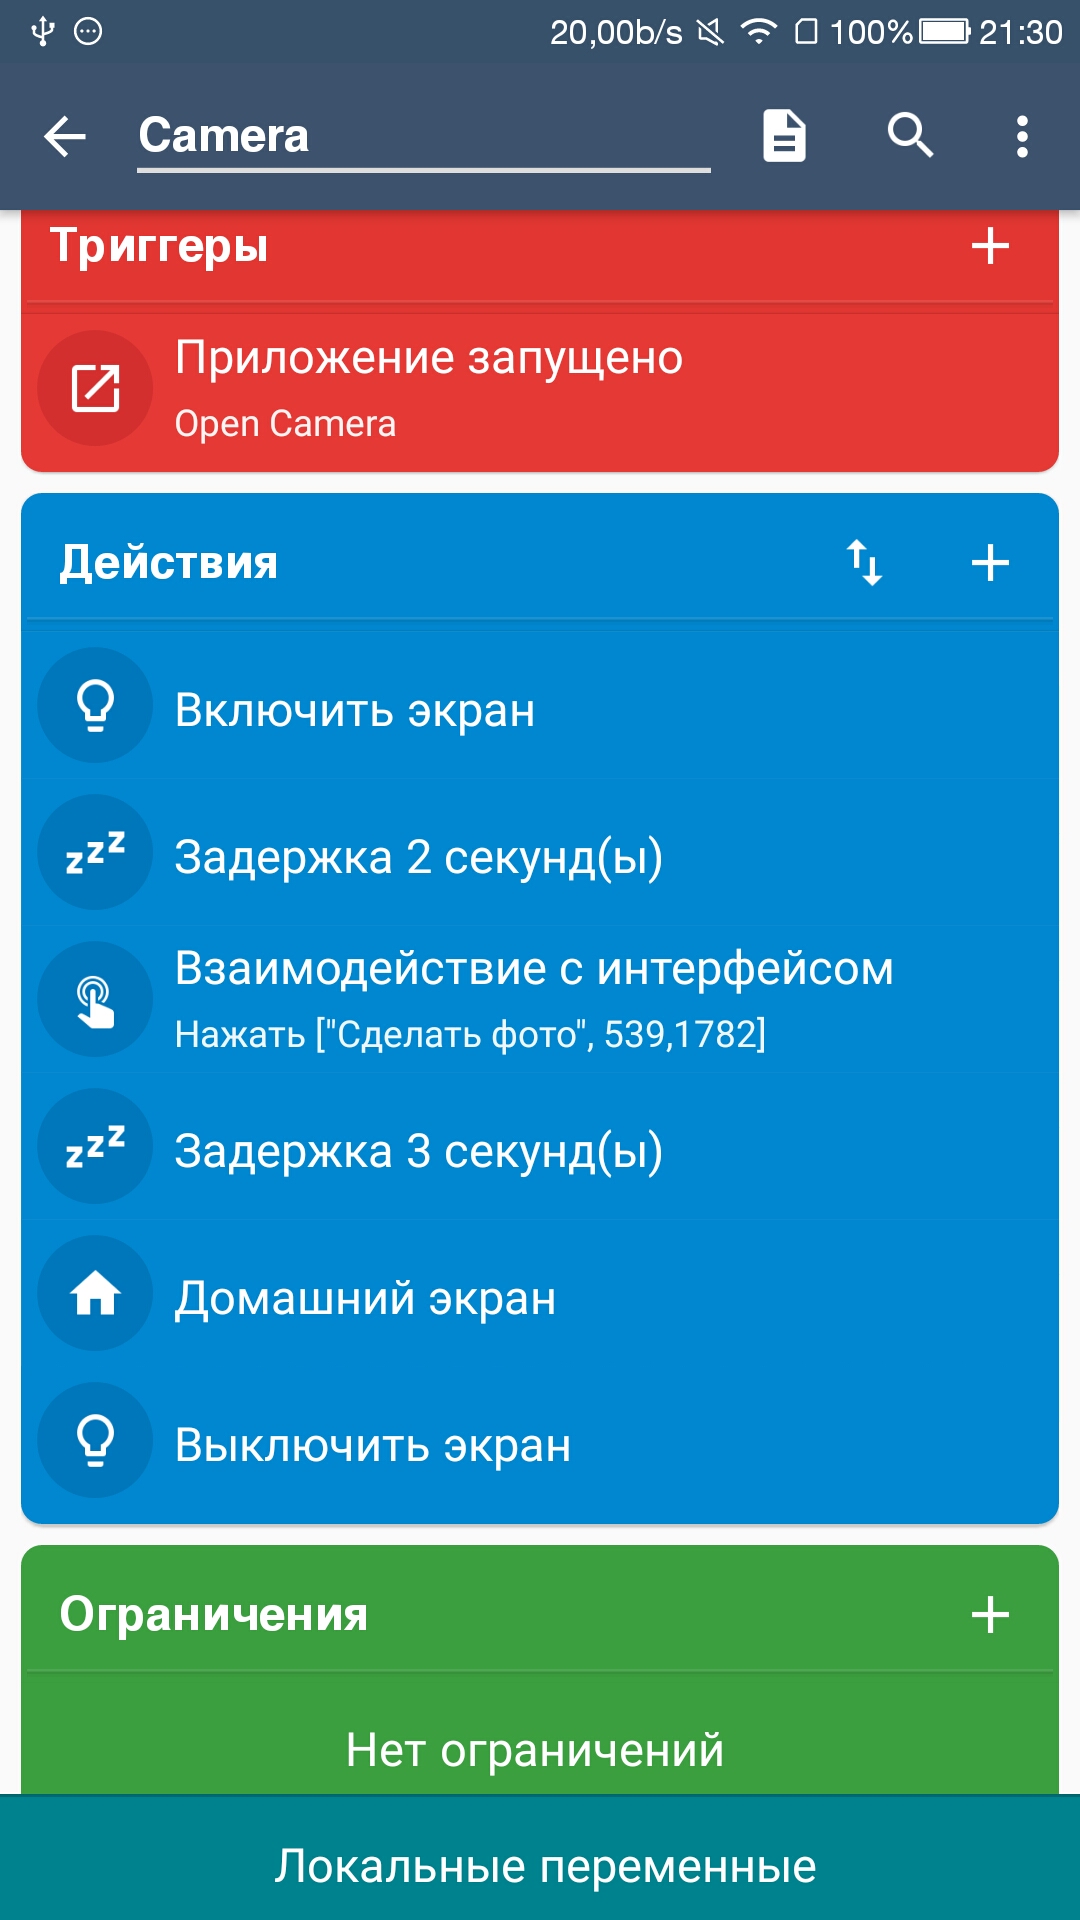 20,00b/s 100% 21:30
Camera
Триггеры
Приложение запущено
Open Camera
Действия
Включить экран
zzz Задержка 2 секунд(ы)
Взаимодействие с интерфейсом
Нажать ["Сделать фото", 539,1782]
zzz Задержка 3 секунд(ы)
Домашний экран
Выключить экран
Ограничения
Нет ограничений
Локальные переменные